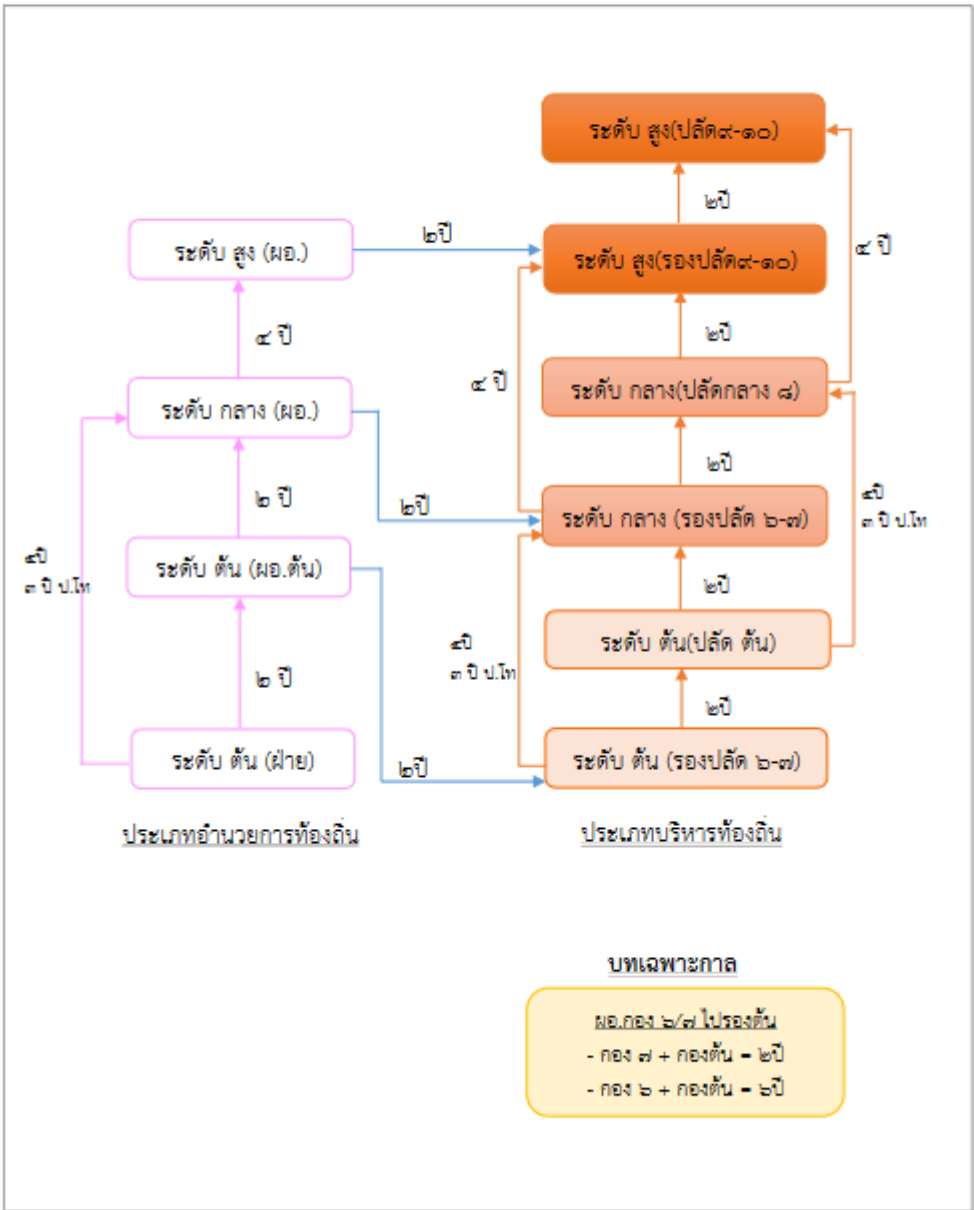 ระดับ สูง(ปลัด๙-๑๐)
๒ปี
ระดับ สูง (ผอ.)
๒ปี
ระดับ สูง(รองปลัด๙-๑๐)
๔ ปี
๔ ปี
๒ปี
๔ ปี
ระดับ กลาง (ผอ.)
ระดับ กลาง(ปลัดกลาง ๘)
๒ปี
๒ ปี
๒ปี
ระดับ กลาง (รองปลัด ๖-๗)
๕ปี
๓ ปี ป.โท
๕ปี
๓ ปี ป.โท
ระดับ ต้น (ผอ.ต้น)
๒ปี
๒ ปี
๕ปี
๓ ปี ป.โท
ระดับ ต้น(ปลัด ต้น)
๒ปี
ระดับ ต้น (ฝ่าย)
๒ปี
ระดับ ต้น (รองปลัด ๖-๗)
ประเภทอำนวยการท้องถิ่น
ประเภทบริหารท้องถิ่น
บทเฉพาะกาล
ผอ.กอง ๖/๗ ไปรองต้น
- กอง ๗ + กองต้น = ๒ปี
- กอง ๖ + กองต้น = ๖ปี